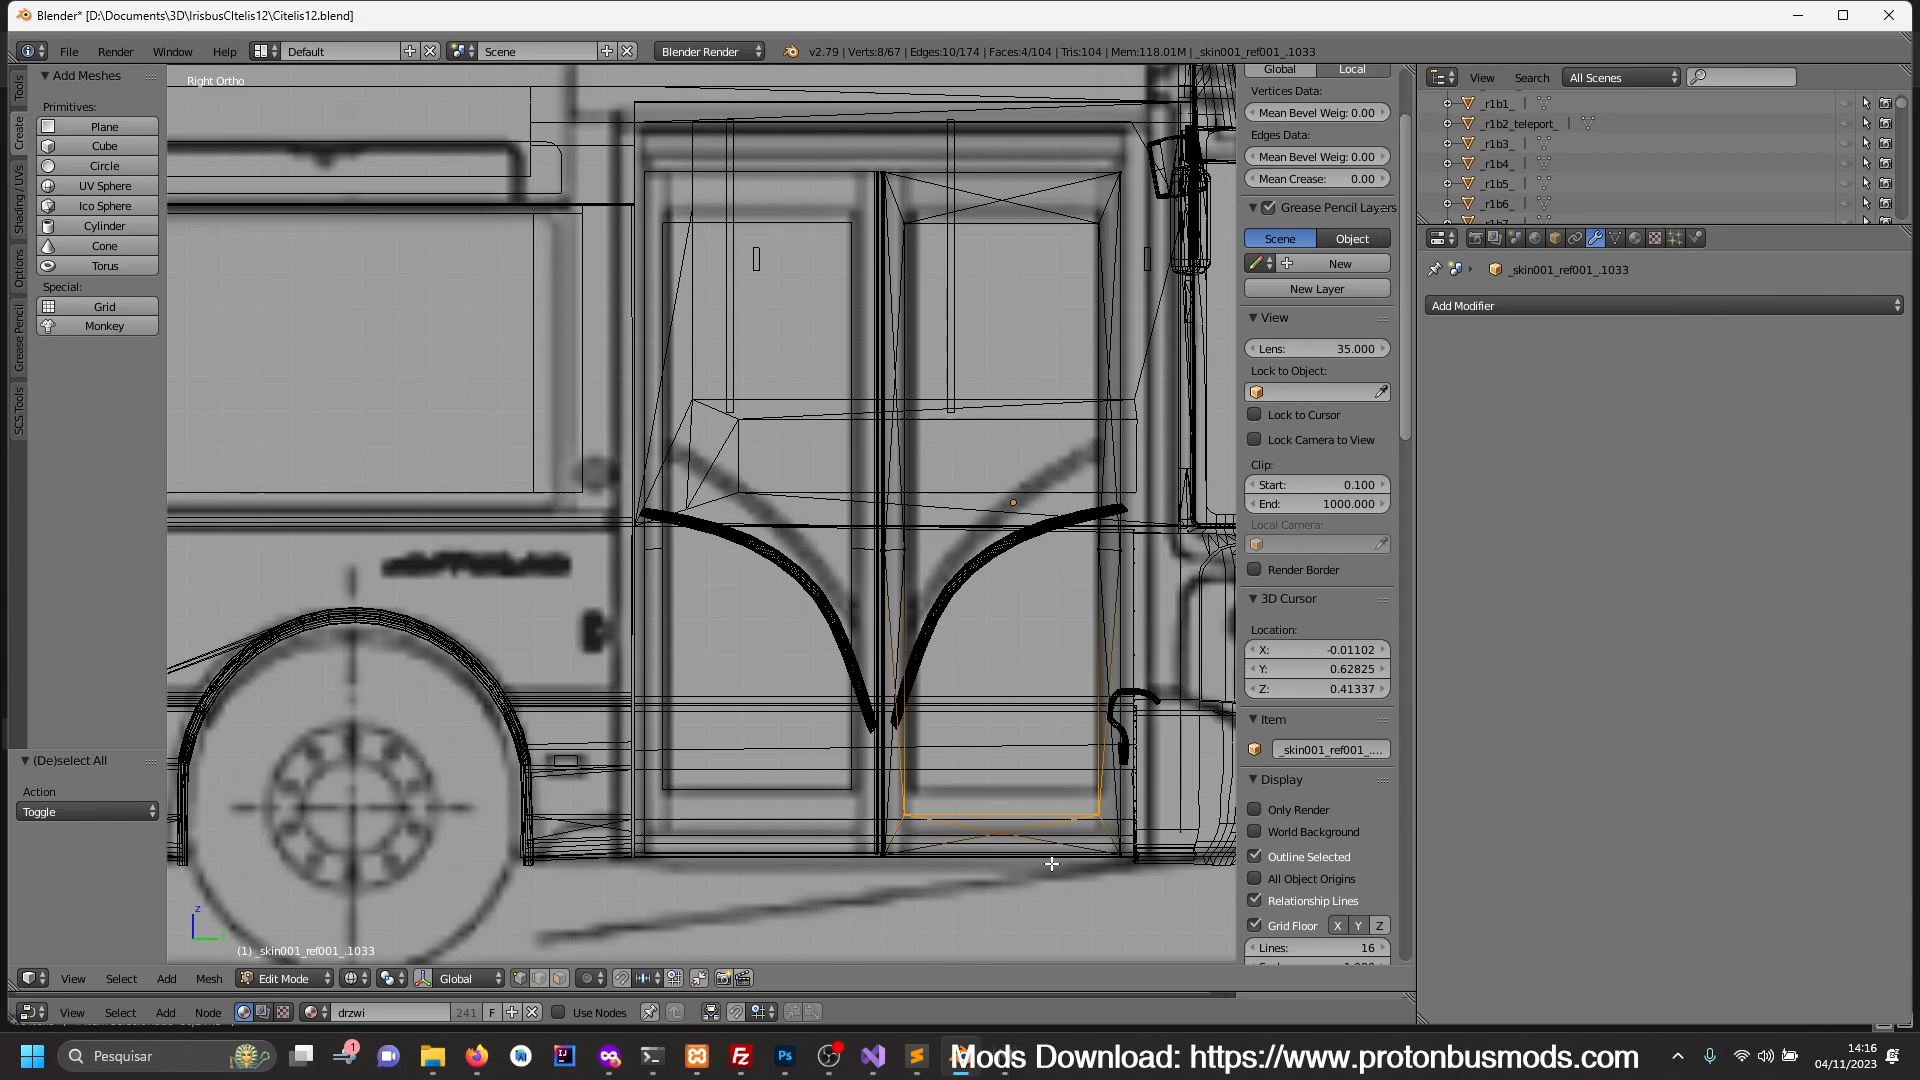 Blender* [D:\Documents\3D\IrisbusCItelis12\Citelis12.blend]
File Render Window Help Default Scene Blender Render v2.79 | Verts:8/67 | Edges:10/174 | Faces:4/104 | Tris:104 | Mem:118.01M | _skin001_ref001_.1033
Tools
Create
Shading / UVs
Options
Grease Pencil
SCS Tools
Add Meshes
Primitives:
Plane
Cube
Circle
UV Sphere
Ico Sphere
Cylinder
Cone
Torus
Special:
Grid
Monkey
(De)select All
Action
Toggle
Right Ortho
z
(1) _skin001_ref001_.1033
Global Local
Vertices Data:
Mean Bevel Weig: 0.00
Edges Data:
Mean Bevel Weig: 0.00
Mean Crease: 0.00
Grease Pencil Layers
Scene Object
New
New Layer
View
Lens: 35.000
Lock to Object:
Lock to Cursor
Lock Camera to View
Clip:
Start: 0.100
End: 1000.000
Local Camera:
Render Border
3D Cursor
Location:
X: -0.01102
Y: 0.62825
Z: 0.41337
Item
_skin001_ref001_....
Display
Only Render
World Background
Outline Selected
All Object Origins
Relationship Lines
Grid Floor X Y Z
Lines: 16
View Search All Scenes
_r1b1_
_r1b2_teleport_
_r1b3_
_r1b4_
_r1b5_
_r1b6_
_skin001_ref001_.1033
Add Modifier
View Select Add Mesh Edit Mode Global
View Select Add Node drzwi 241 F Use Nodes
Pesquisar
1
Mods Download: https://www.protonbusmods.com
14:16
04/11/2023